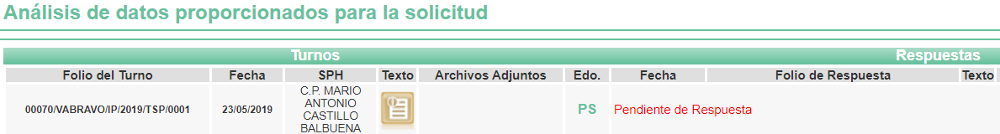 Análisis de datos proporcionados para la solicitud
Turnos Respuestas
Folio del Turno Fecha SPH Texto Archivos Adjuntos Edo. Fecha Folio de Respuesta Texto
00070/VABRAVO/IP/2019/TSP/0001 23/05/2019 C.P. MARIO
ANTONIO
CASTILLO
BALBUENA PS Pendiente de Respuesta